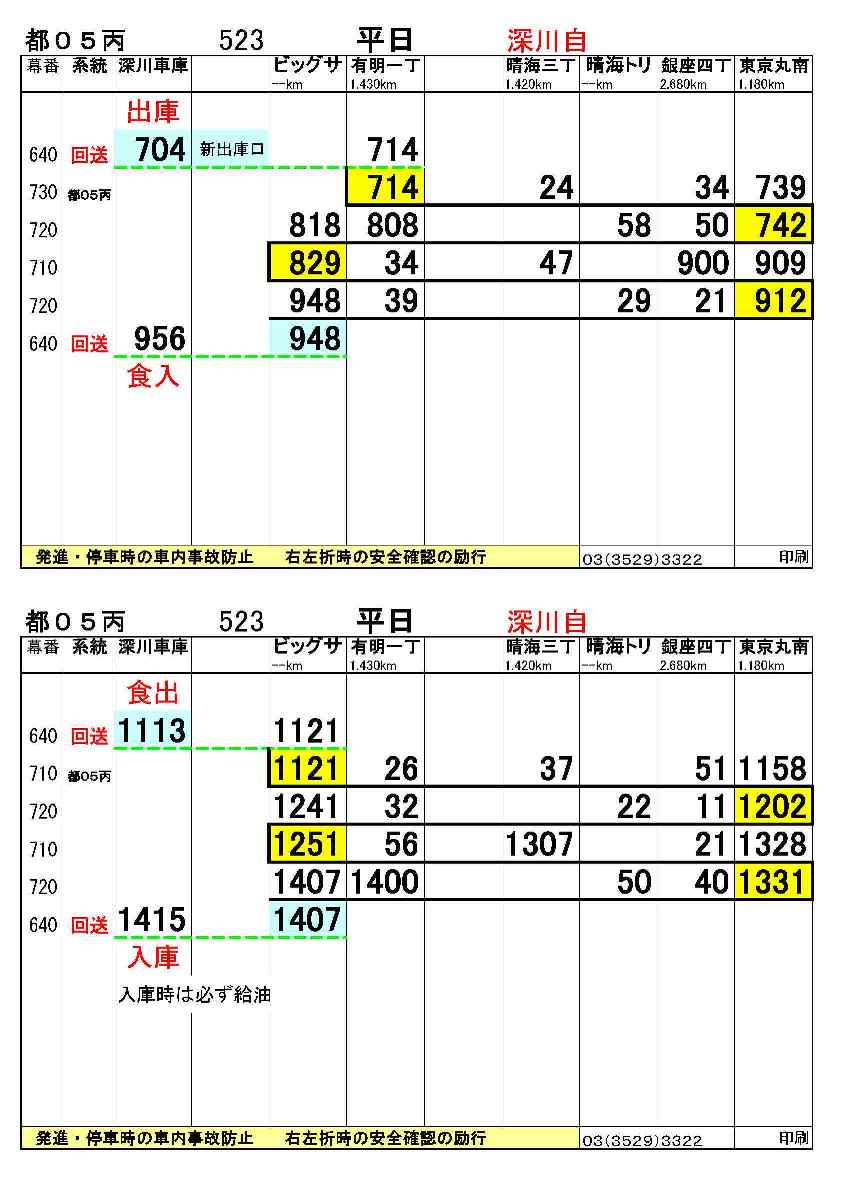 都０５丙 523 平日 深川自
幕番 系統 深川車庫 ビッグサ 有明一丁 晴海三丁 晴海トリ 銀座四丁 東京丸南
--km 1.430km 1.420km --km 2.680km 1.180km
出庫
640 回送 704 新出庫口 714
730 都05丙 714 24 34 739
720 818 808 58 50 742
710 829 34 47 900 909
720 948 39 29 21 912
640 回送 956 948
食入
発進・停車時の車内事故防止 右左折時の安全確認の励行 03(3529)3322 印刷
都０５丙 523 平日 深川自
幕番 系統 深川車庫 ビッグサ 有明一丁 晴海三丁 晴海トリ 銀座四丁 東京丸南
--km 1.430km 1.420km --km 2.680km 1.180km
食出
640 回送 1113 1121
710 都05丙 1121 26 37 51 1158
720 1241 32 22 11 1202
710 1251 56 1307 21 1328
720 1407 1400 50 40 1331
640 回送 1415 1407
入庫
入庫時は必ず給油
発進・停車時の車内事故防止 右左折時の安全確認の励行 03(3529)3322 印刷